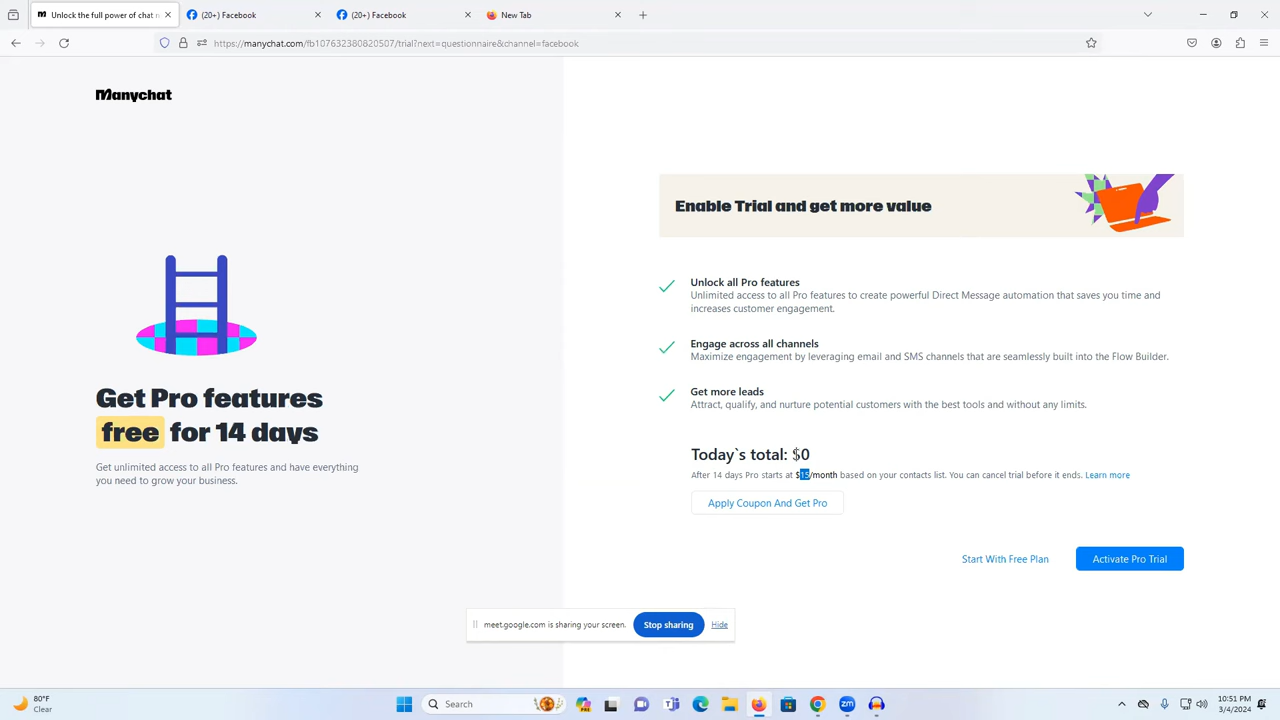 Unlock the full power of chat n
(20+) Facebook
(20+) Facebook
New Tab
https://manychat.com/fb107632380820507/trial?next=questionnaire&channel=facebook
Manychat
Get Pro features
free for 14 days
Get unlimited access to all Pro features and have everything
you need to grow your business.
Enable Trial and get more value
Unlock all Pro features
Unlimited access to all Pro features to create powerful Direct Message automation that saves you time and
increases customer engagement.
Engage across all channels
Maximize engagement by leveraging email and SMS channels that are seamlessly built into the Flow Builder.
Get more leads
Attract, qualify, and nurture potential customers with the best tools and without any limits.
Today`s total: $0
After 14 days Pro starts at $15/month based on your contacts list. You can cancel trial before it ends. Learn more
Apply Coupon And Get Pro
Start With Free Plan
Activate Pro Trial
meet.google.com is sharing your screen.
Stop sharing
Hide
80°F
Clear
Search
zm
10:51 PM
3/4/2024